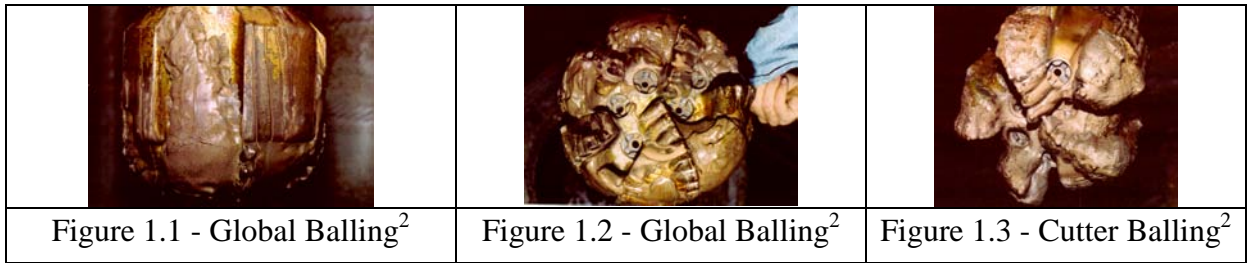 Figure 1.1 - Global Balling2
Figure 1.2 - Global Balling2
Figure 1.3 - Cutter Balling2